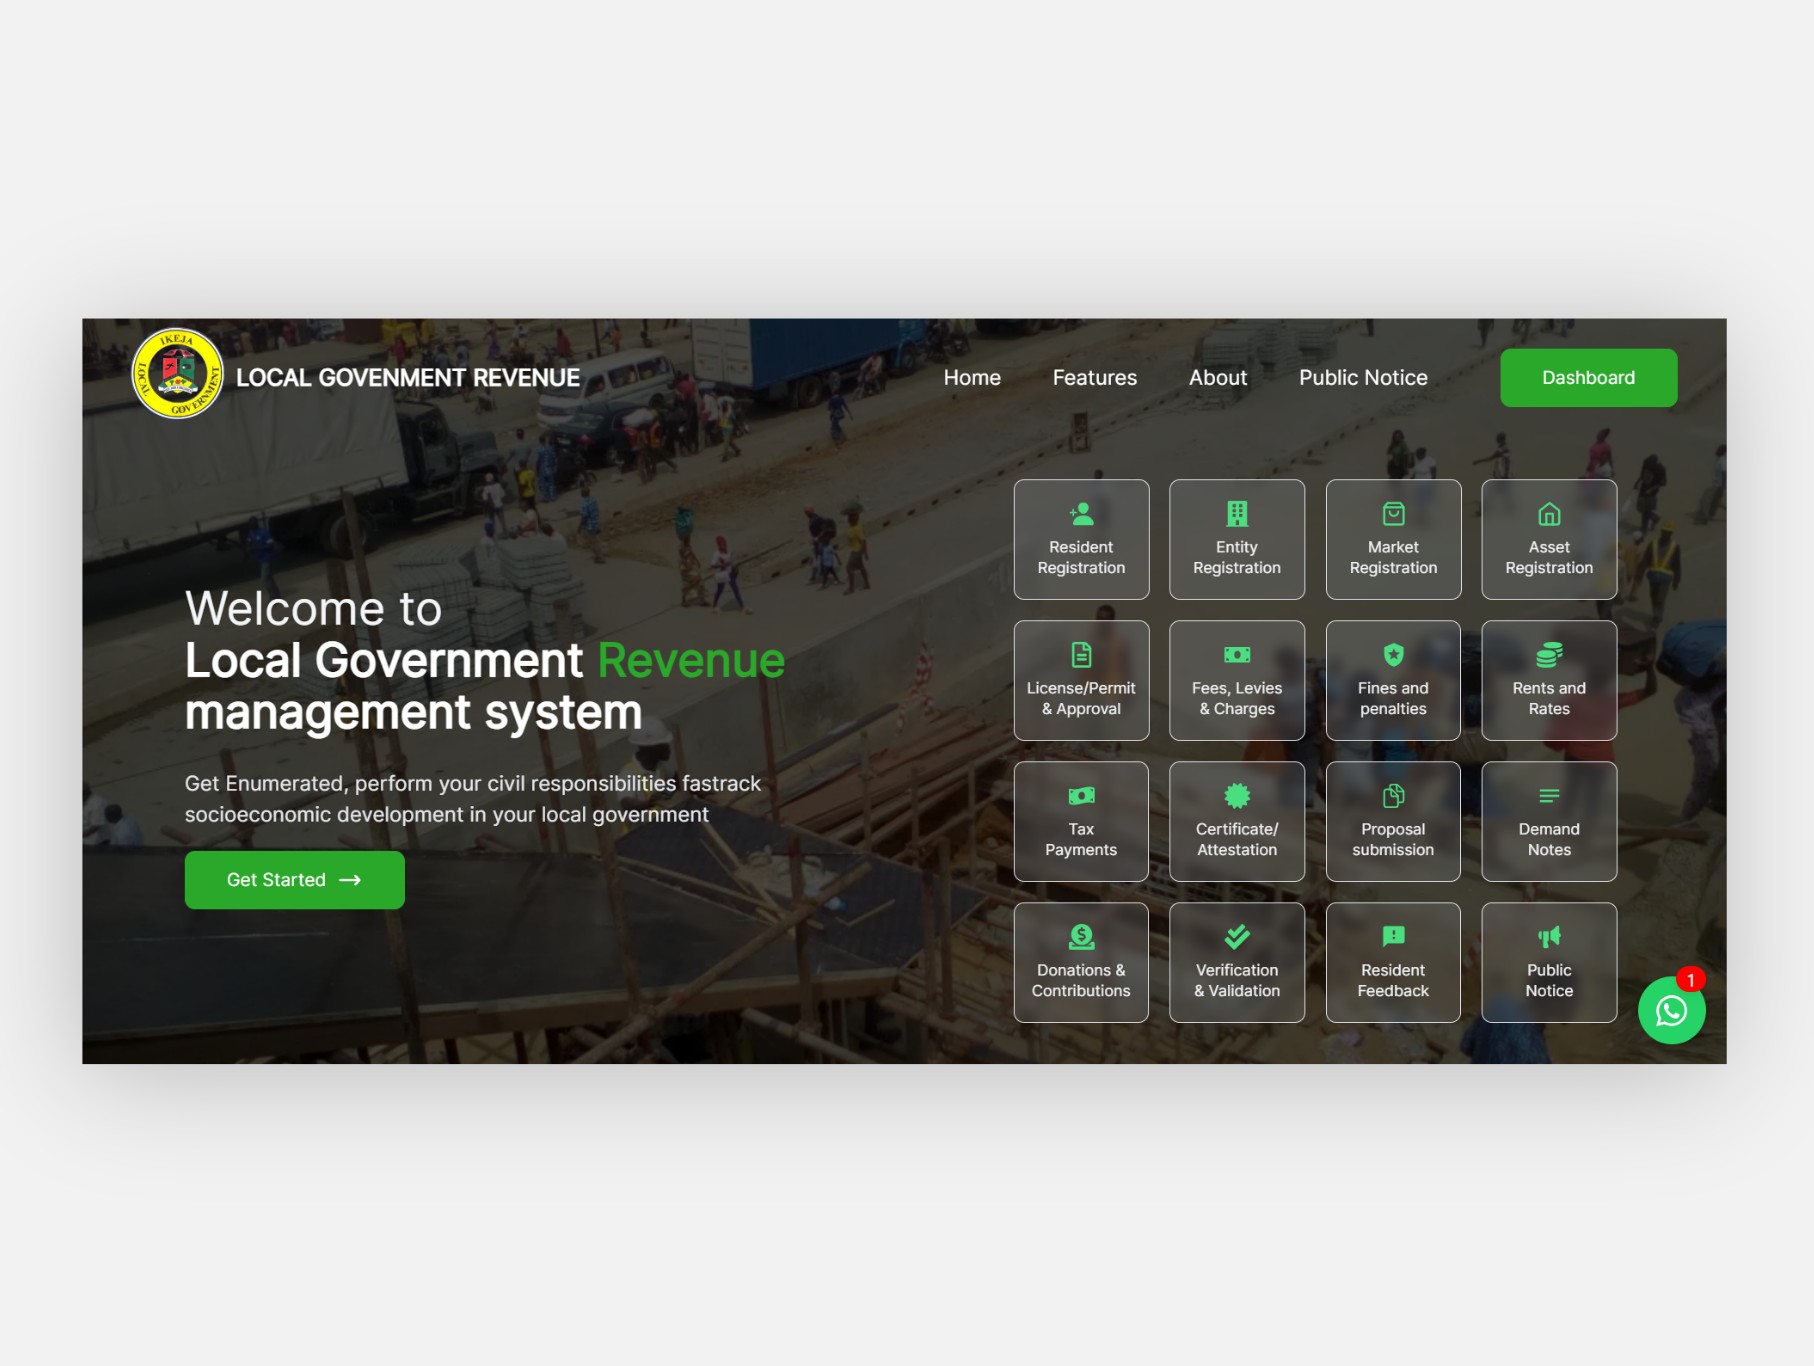 IKEJA
LOCAL GOVERNMENT
LOCAL GOVENMENT REVENUE
Home
Features
About
Public Notice
Dashboard
Welcome to
Local Government Revenue
management system
Get Enumerated, perform your civil responsibilities fastrack
socioeconomic development in your local government
Get Started
Resident
Registration
Entity
Registration
Market
Registration
Asset
Registration
License/Permit
& Approval
Fees, Levies
& Charges
Fines and
penalties
Rents and
Rates
Tax
Payments
Certificate/
Attestation
Proposal
submission
Demand
Notes
Donations &
Contributions
Verification
& Validation
Resident
Feedback
Public
Notice
1